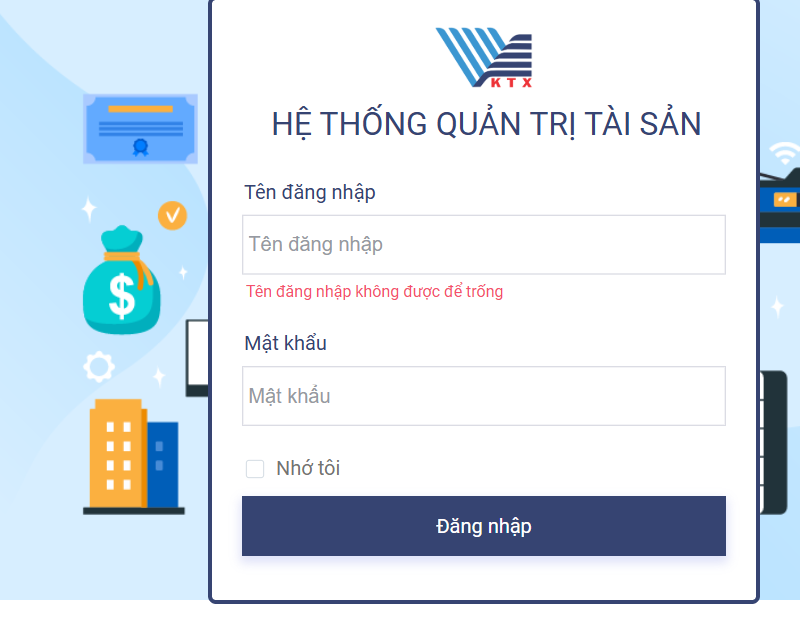 KTX
HỆ THỐNG QUẢN TRỊ TÀI SẢN
Tên đăng nhập
Tên đăng nhập
Tên đăng nhập không được để trống
Mật khẩu
Mật khẩu
Nhớ tôi
Đăng nhập
$